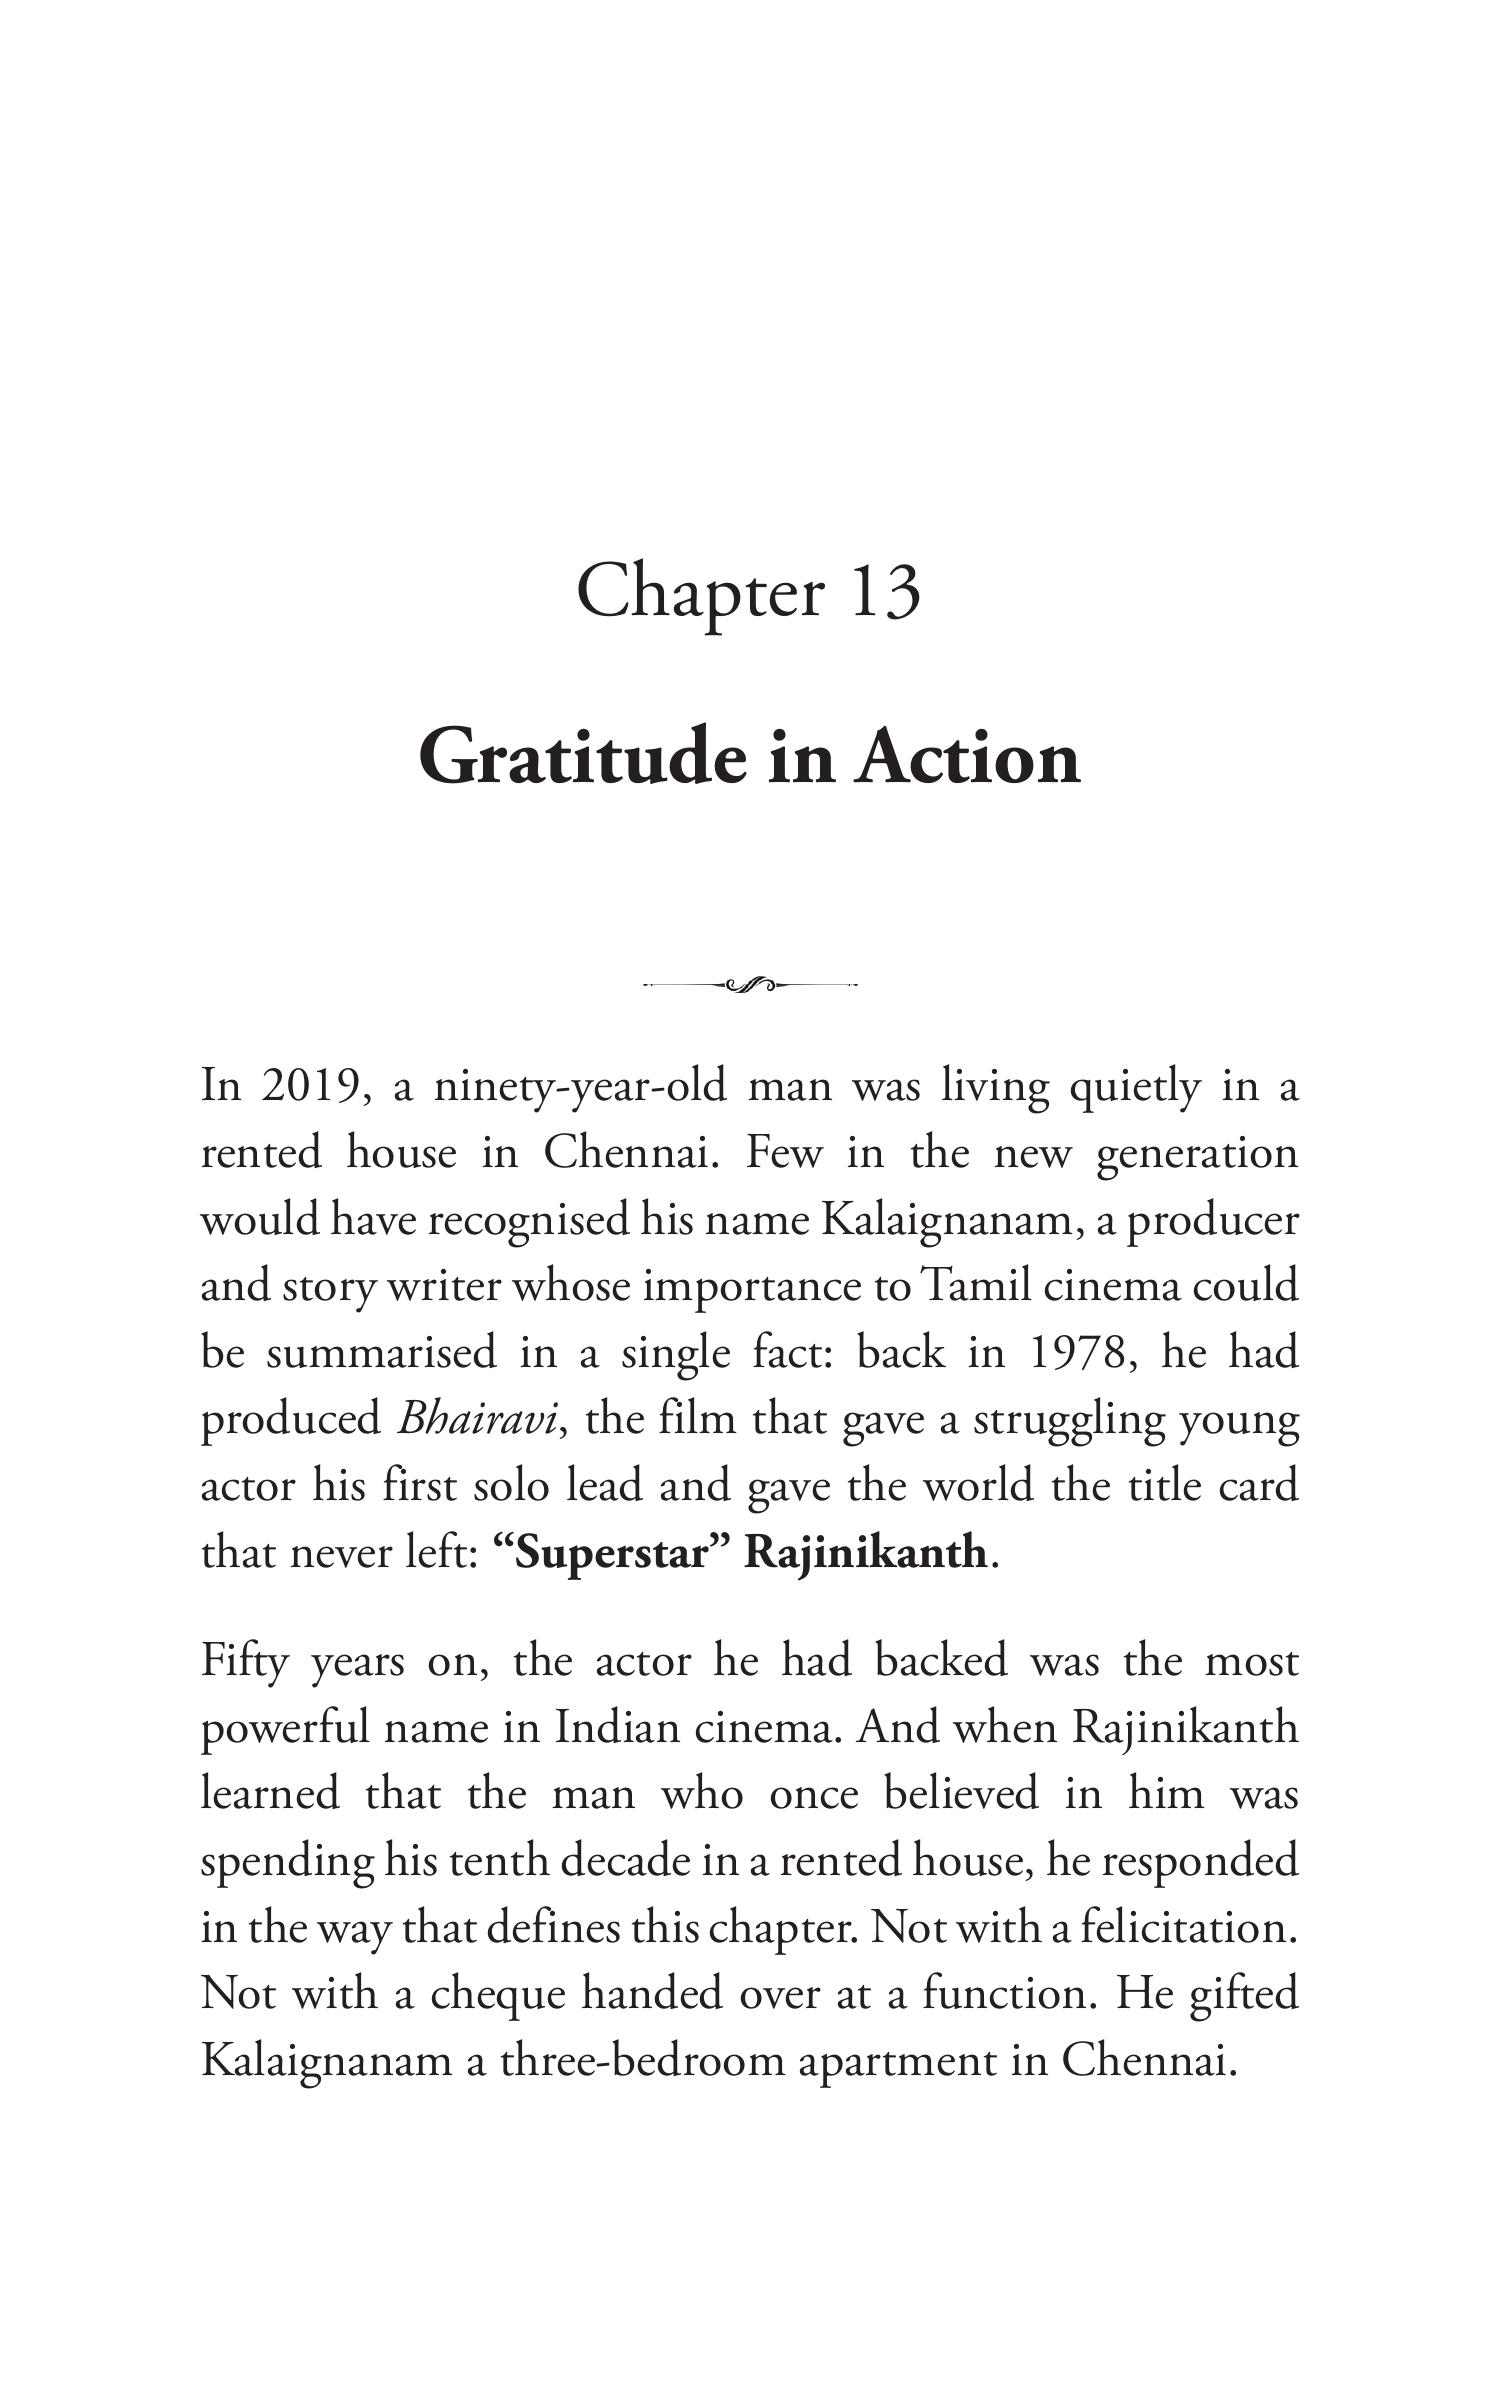 Chapter 13
Gratitude in Action
In 2019, a ninety-year-old man was living quietly in a
rented house in Chennai. Few in the new generation
would have recognised his name Kalaignanam, a producer
and story writer whose importance to Tamil cinema could
be summarised in a single fact: back in 1978, he had
produced Bhairavi, the film that gave a struggling young
actor his first solo lead and gave the world the title card
that never left: “Superstar” Rajinikanth.
Fifty years on, the actor he had backed was the most
powerful name in Indian cinema. And when Rajinikanth
learned that the man who once believed in him was
spending his tenth decade in a rented house, he responded
in the way that defines this chapter. Not with a felicitation.
Not with a cheque handed over at a function. He gifted
Kalaignanam a three-bedroom apartment in Chennai.